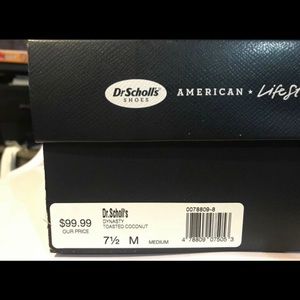 Dr. Scholl's
SHOES
AMERICAN ★ LifeSt
$99.99
OUR PRICE
Dr. Scholl's
DYNASTY
TOASTED COCONUT
7½ M MEDIUM
0078809-8
4 78809 07505 3